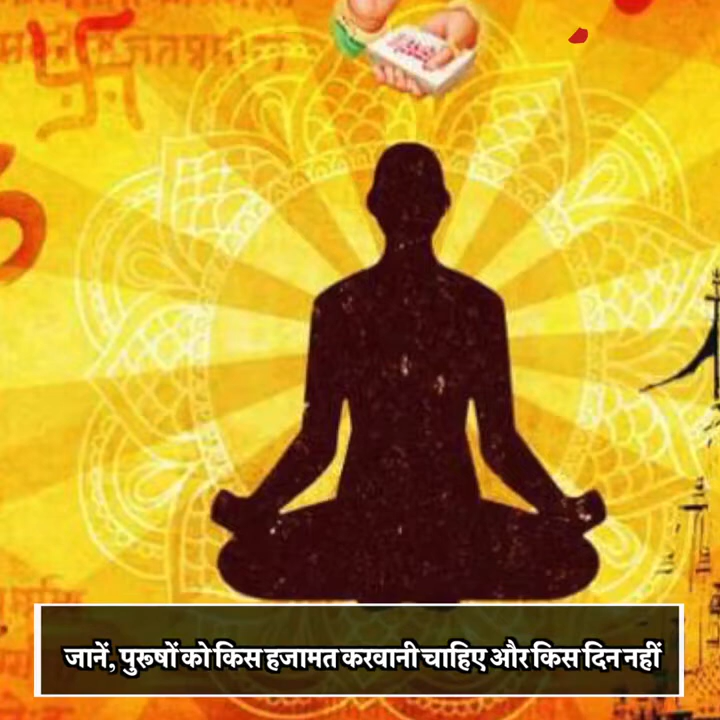 जानें, पुरूषों को किस हजामत करवानी चाहिए और किस दिन नहीं